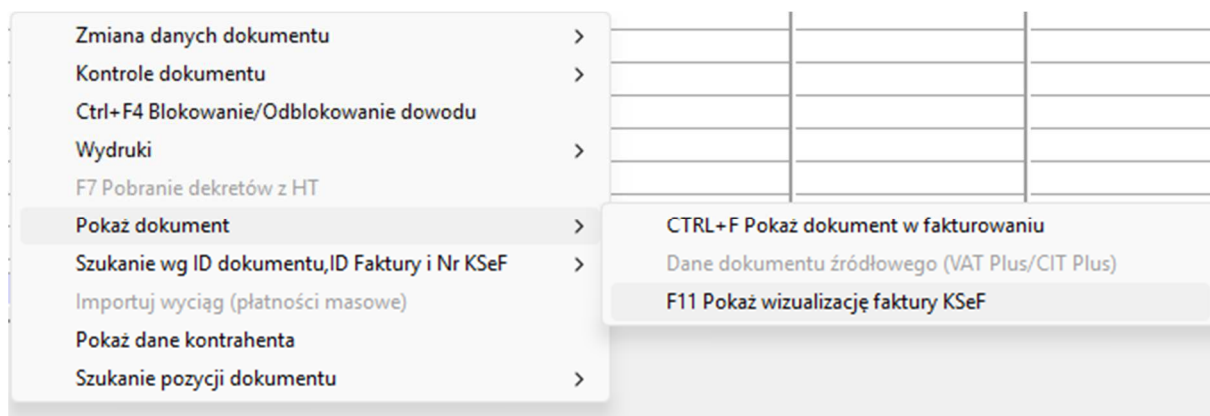 Zmiana danych dokumentu
Kontrole dokumentu
Ctrl+F4 Blokowanie/Odblokowanie dowodu
Wydruki
F7 Pobranie dekretów z HT
Pokaż dokument
Szukanie wg ID dokumentu,ID Faktury i Nr KSeF
Importuj wyciąg (płatności masowe)
Pokaż dane kontrahenta
Szukanie pozycji dokumentu
CTRL+F Pokaż dokument w fakturowaniu
Dane dokumentu źródłowego (VAT Plus/CIT Plus)
F11 Pokaż wizualizację faktury KSeF